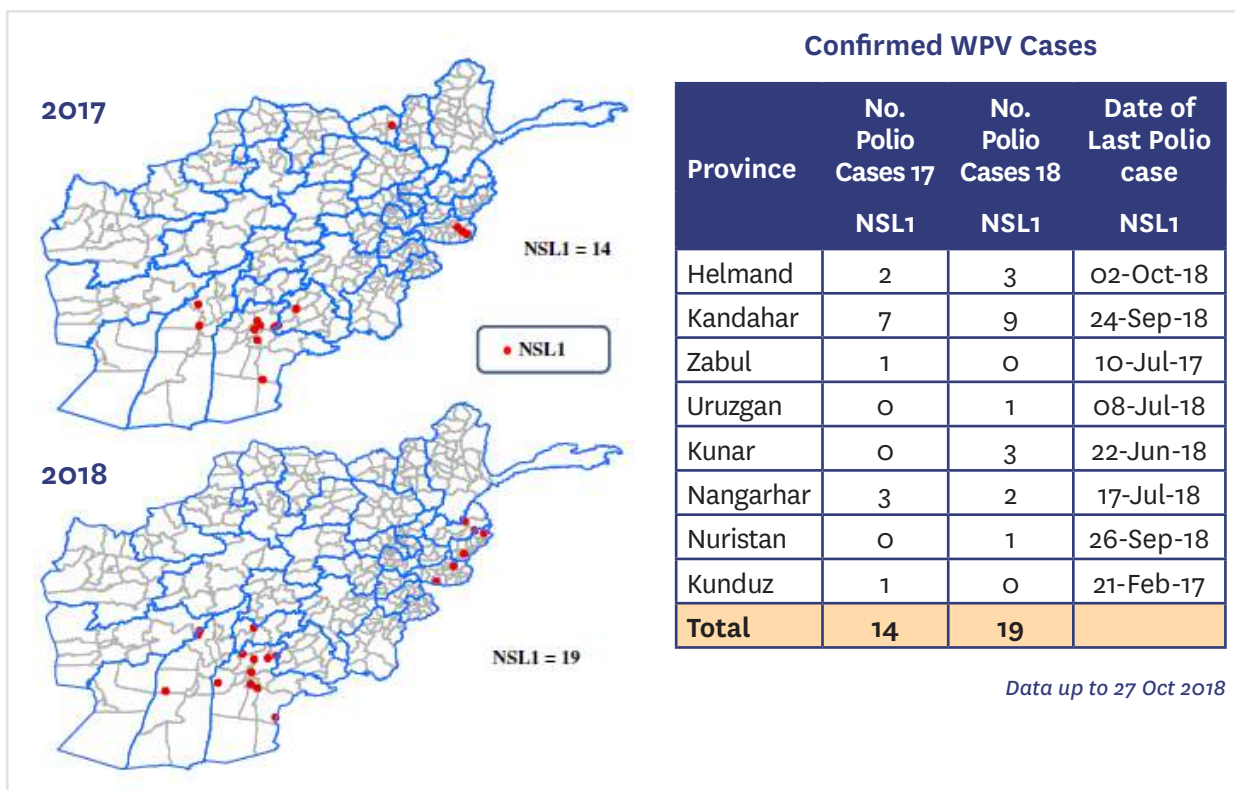 2017
NSL1 = 14
NSL1
2018
NSL1 = 19
Confirmed WPV Cases
Province No. Polio Cases 17 No. Polio Cases 18 Date of Last Polio case
NSL1 NSL1 NSL1
Helmand 2 3 02-Oct-18
Kandahar 7 9 24-Sep-18
Zabul 1 0 10-Jul-17
Uruzgan 0 1 08-Jul-18
Kunar 0 3 22-Jun-18
Nangarhar 3 2 17-Jul-18
Nuristan 0 1 26-Sep-18
Kunduz 1 0 21-Feb-17
Total 14 19
Data up to 27 Oct 2018